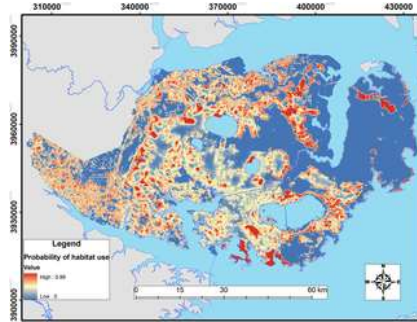 310000 340000 370000 400000 430000
3990000
3960000
3930000
3900000
Legend
Probability of habitat use
Value
High : 0.99
Low : 0
0 15 30 60 km